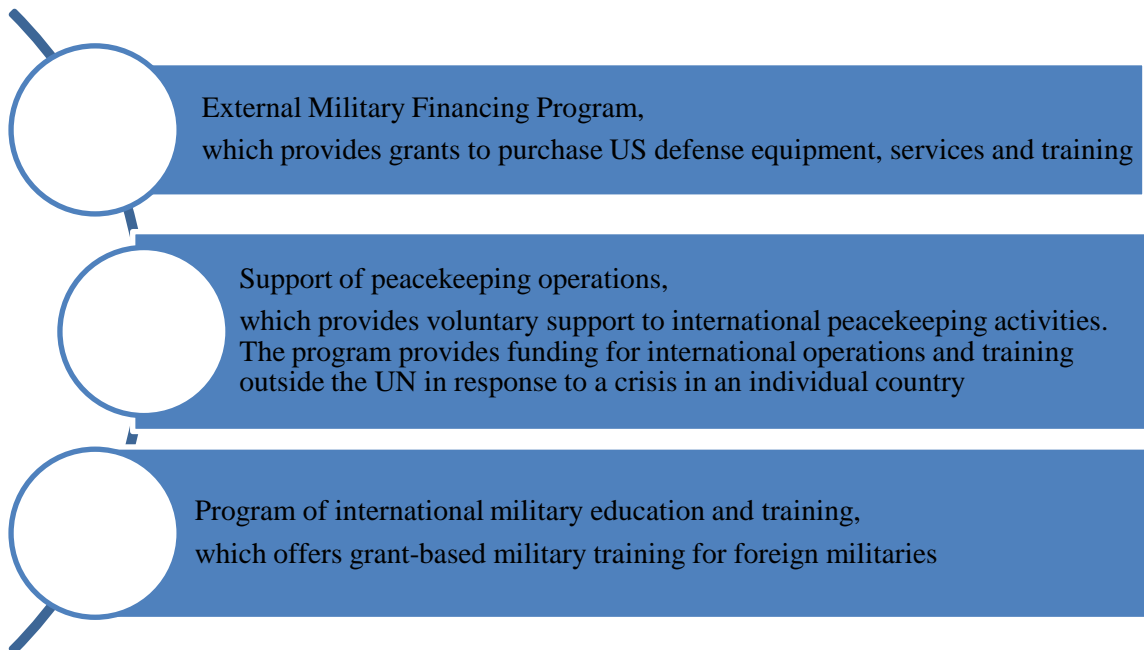 External Military Financing Program,
which provides grants to purchase US defense equipment, services and training
Support of peacekeeping operations,
which provides voluntary support to international peacekeeping activities.
The program provides funding for international operations and training
outside the UN in response to a crisis in an individual country
Program of international military education and training,
which offers grant-based military training for foreign militaries